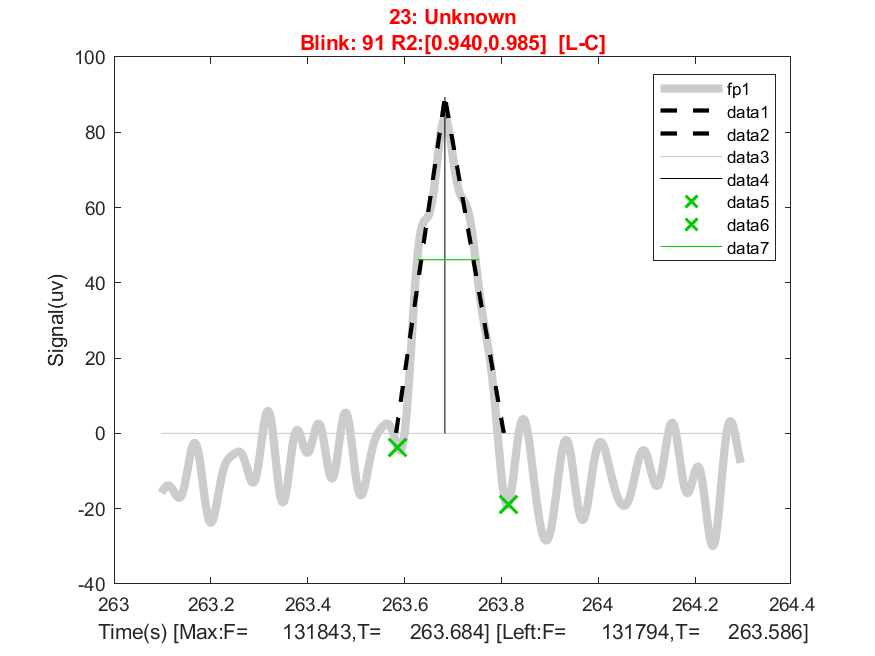 23: Unknown
Blink: 91 R2:[0.940,0.985] [L-C]
100
80
60
40
20
0
-20
-40
Signal(uv)
fp1
data1
data2
data3
data4
data5
data6
data7
263 263.2 263.4 263.6 263.8 264 264.2 264.4
Time(s) [Max:F= 131843,T= 263.684] [Left:F= 131794,T= 263.586]